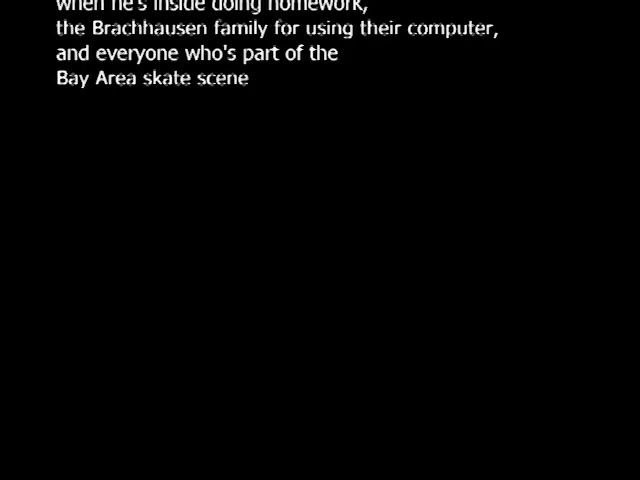 when he's inside doing homework,
the Brachhausen family for using their computer,
and everyone who's part of the
Bay Area skate scene